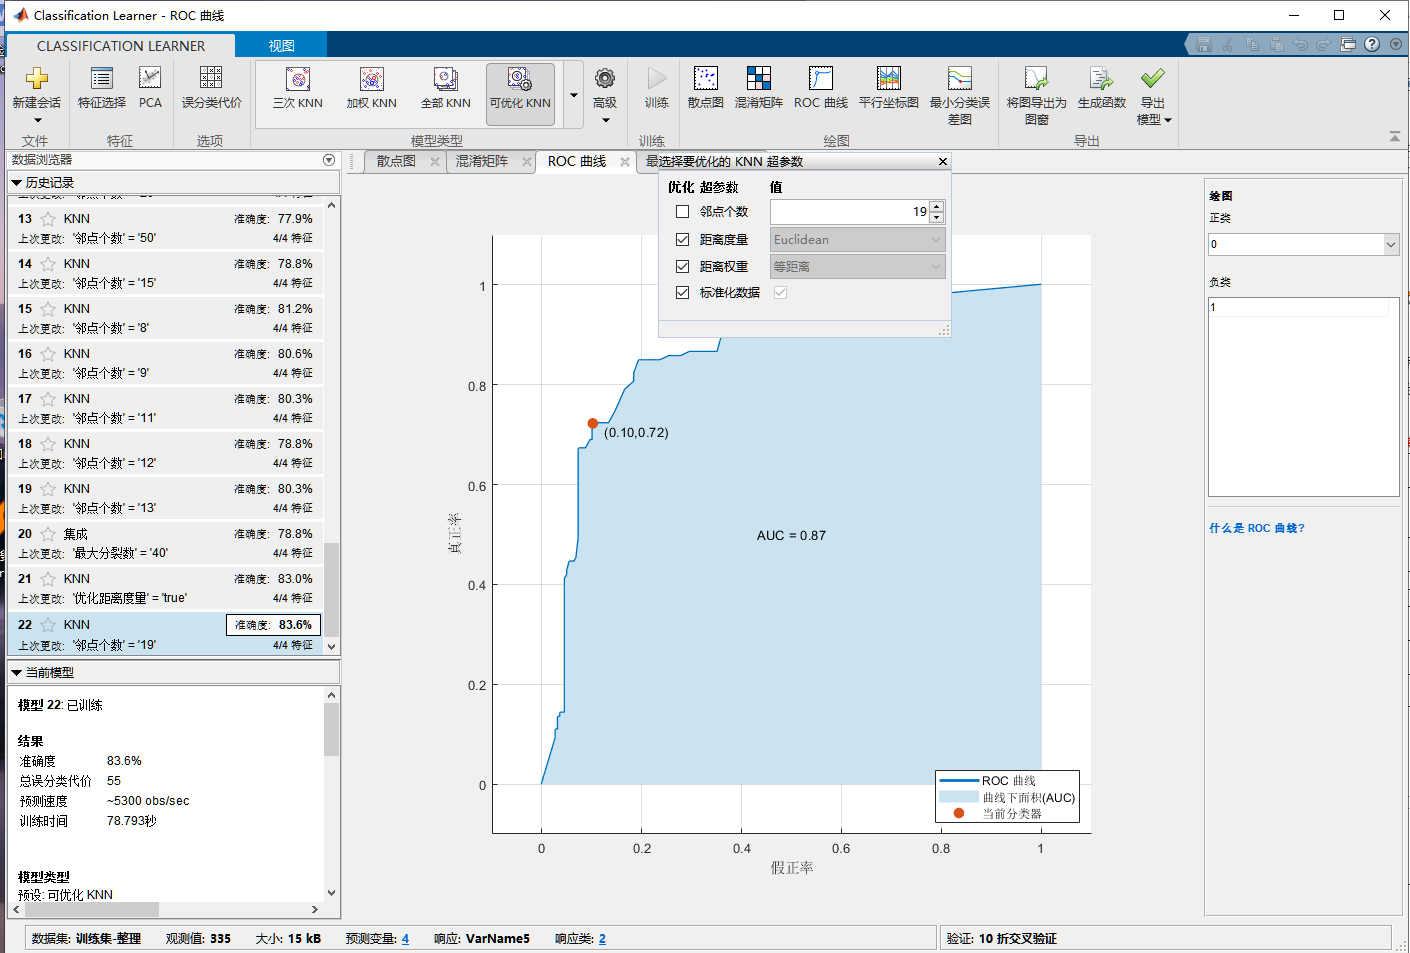 Classification Learner - ROC 曲线
CLASSIFICATION LEARNER
视图
新建会话
特征选择
PCA
误分类代价
三次 KNN
加权 KNN
全部 KNN
可优化 KNN
高级
训练
散点图
混淆矩阵
ROC 曲线
平行坐标图
最小分类误差图
将图导出为图窗
生成函数
导出模型
文件
特征
选项
模型类型
训练
绘图
导出
数据浏览器
散点图
混淆矩阵
ROC 曲线
最
历史记录
13 KNN 准确度: 77.9%
上次更改: '邻点个数' = '50' 4/4 特征
14 KNN 准确度: 78.8%
上次更改: '邻点个数' = '15' 4/4 特征
15 KNN 准确度: 81.2%
上次更改: '邻点个数' = '8' 4/4 特征
16 KNN 准确度: 80.6%
上次更改: '邻点个数' = '9' 4/4 特征
17 KNN 准确度: 80.3%
上次更改: '邻点个数' = '11' 4/4 特征
18 KNN 准确度: 78.8%
上次更改: '邻点个数' = '12' 4/4 特征
19 KNN 准确度: 80.3%
上次更改: '邻点个数' = '13' 4/4 特征
20 集成 准确度: 78.8%
上次更改: '最大分裂数' = '40' 4/4 特征
21 KNN 准确度: 83.0%
上次更改: '优化距离度量' = 'true' 4/4 特征
22 KNN 准确度: 83.6%
上次更改: '邻点个数' = '19' 4/4 特征
当前模型
模型 22: 已训练
结果
准确度 83.6%
总误分类代价 55
预测速度 ~5300 obs/sec
训练时间 78.793秒
模型类型
预设: 可优化 KNN
选择要优化的 KNN 超参数
优化 超参数 值
邻点个数 19
距离度量 Euclidean
距离权重 等距离
标准化数据
1
0.8
0.6
0.4
0.2
0
真正率
(0.10,0.72)
AUC = 0.87
ROC 曲线
曲线下面积(AUC)
当前分类器
0 0.2 0.4 0.6 0.8 1
假正率
绘图
正类
0
负类
1
什么是 ROC 曲线?
数据集: 训练集-整理 观测值: 335 大小: 15 kB 预测变量: 4 响应: VarName5 响应类: 2
验证: 10 折交叉验证